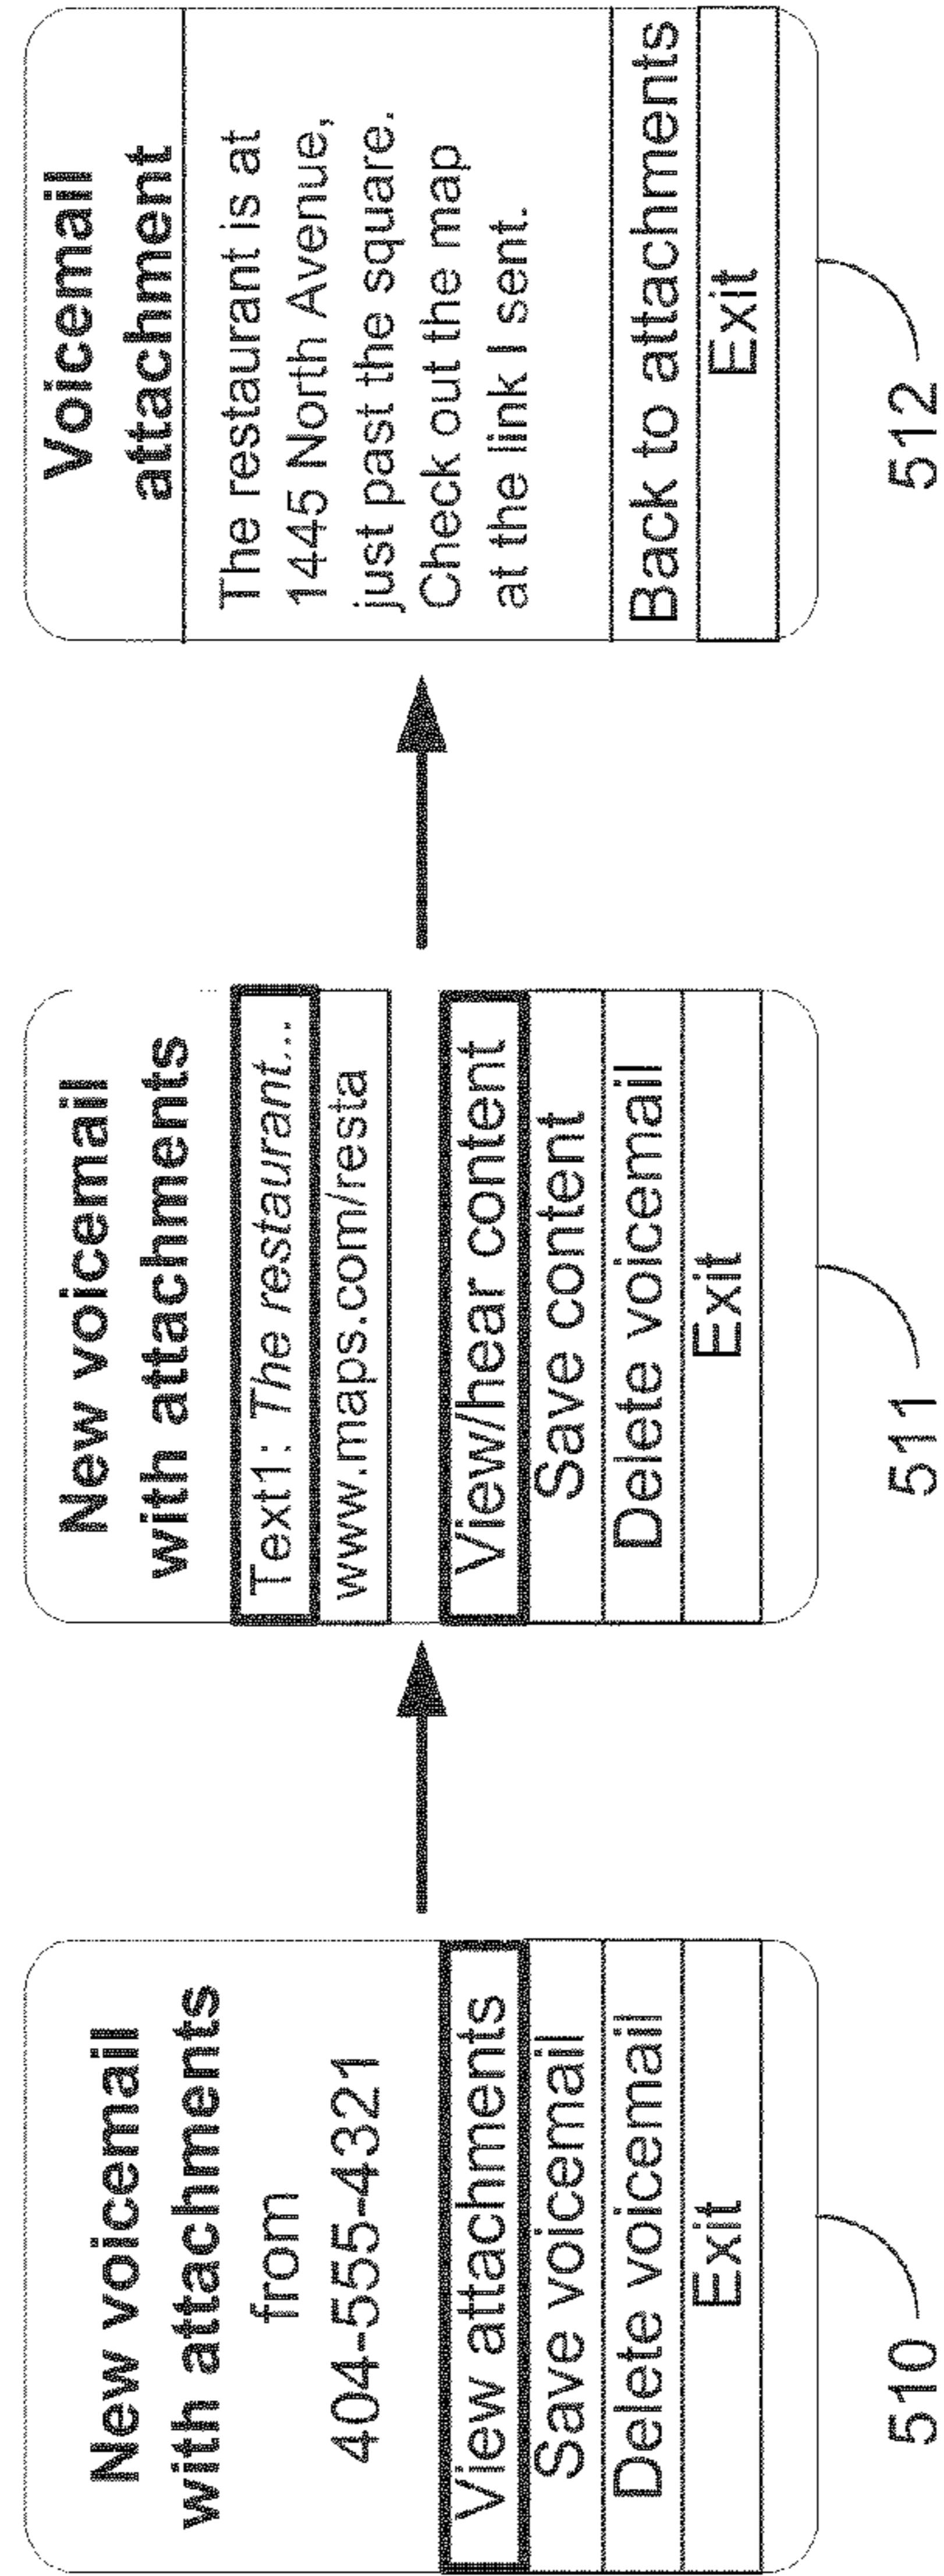 New voicemail
with attachments
from
404-555-4321
View attachments
Save voicemail
Delete voicemail
Exit
510
New voicemail
with attachments
Text1: The restaurant...
www.maps.com/resta
View/hear content
Save content
Delete voicemail
Exit
511
Voicemail
attachment
The restaurant is at
1445 North Avenue,
just past the square.
Check out the map
at the link I sent.
Back to attachments
Exit
512